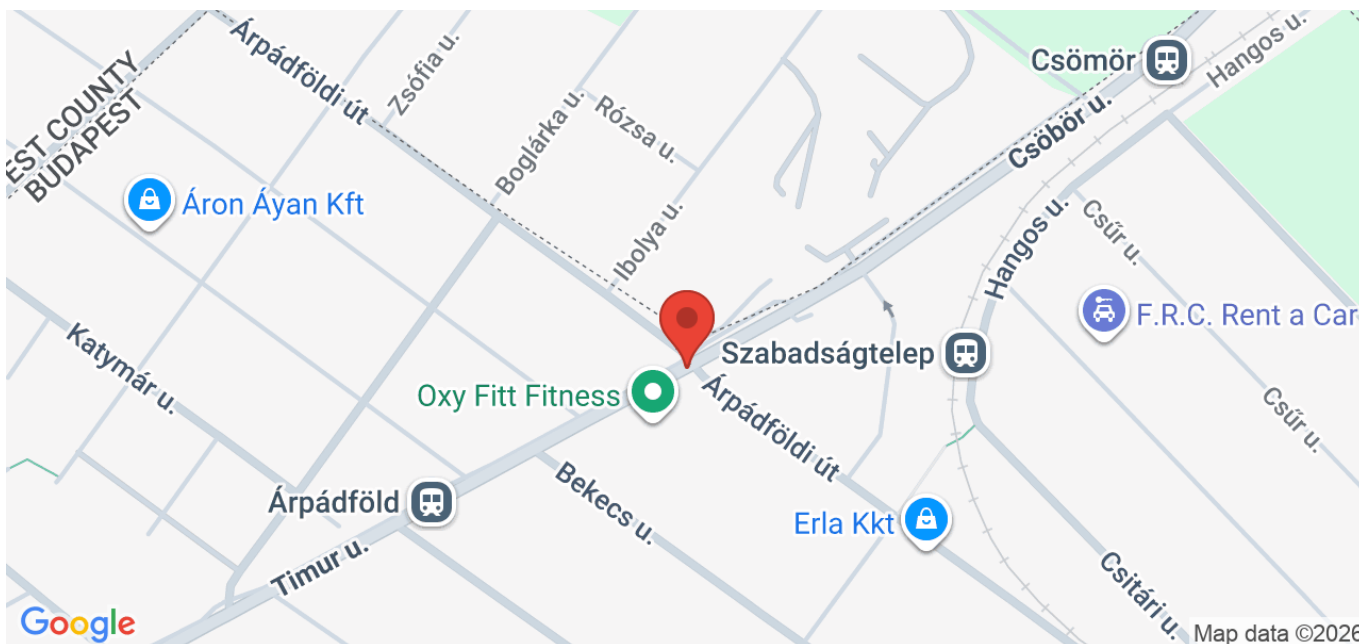 Árpádföldi út
Zsófia u.
Boglárka u.
Rózsa u.
Csömör
Hangos u.
EST COUNTY
BUDAPEST
Csöbör u.
Áron Áyan Kft
Ibolya u.
Hangos u.
Csűr u.
F.R.C. Rent a Car
Katymár u.
Szabadságtelep
Oxy Fitt Fitness
Árpádföldi út
Csűr u.
Árpádföld
Bekecs u.
Erla Kkt
Timur u.
Csitári u.
Google
Map data ©2026